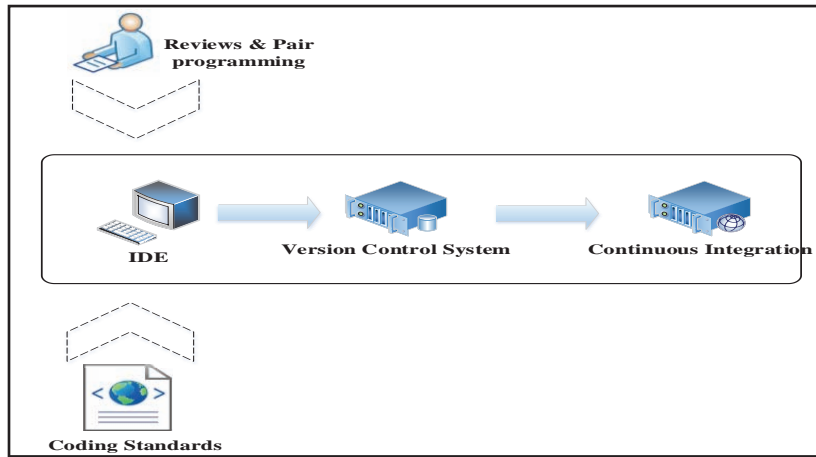 Reviews & Pair
programming
IDE
Version Control System
Continuous Integration
Coding Standards